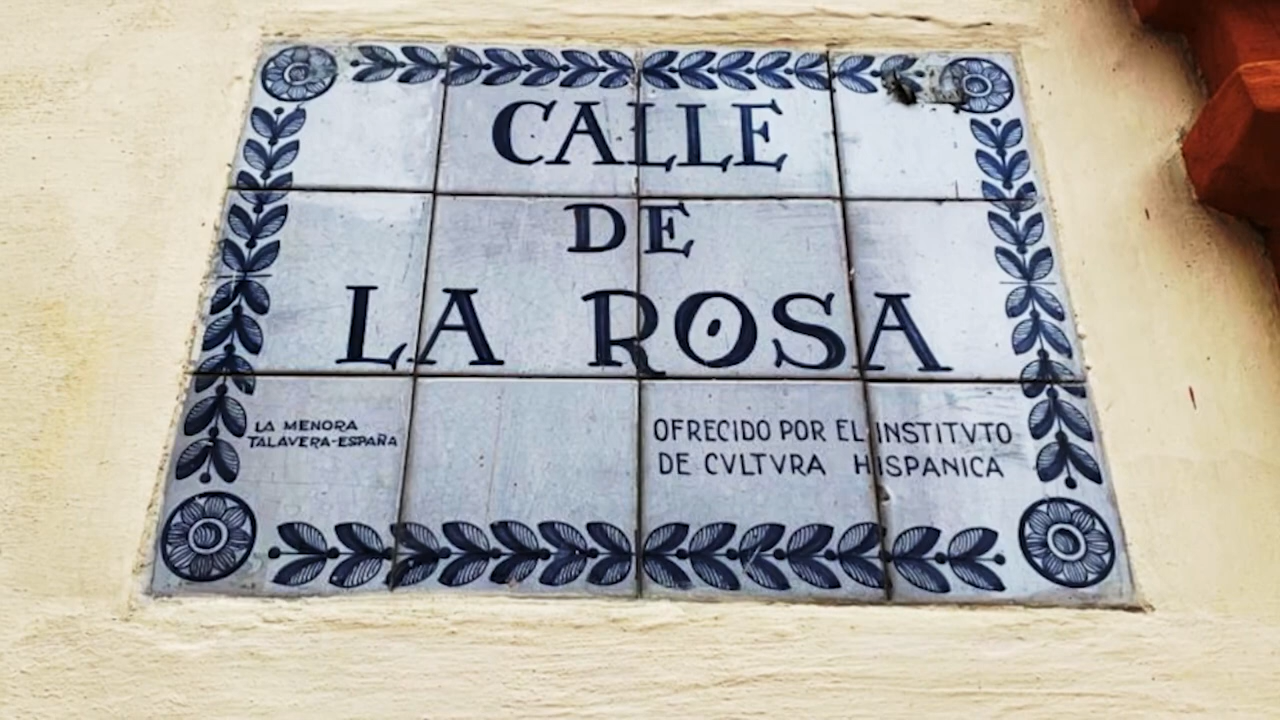 CALLE
DE
LA ROSA
LA MENORA
TALAVERA-ESPAÑA
OFRECIDO POR EL INSTITVTO
DE CVLTVRA HISPANICA